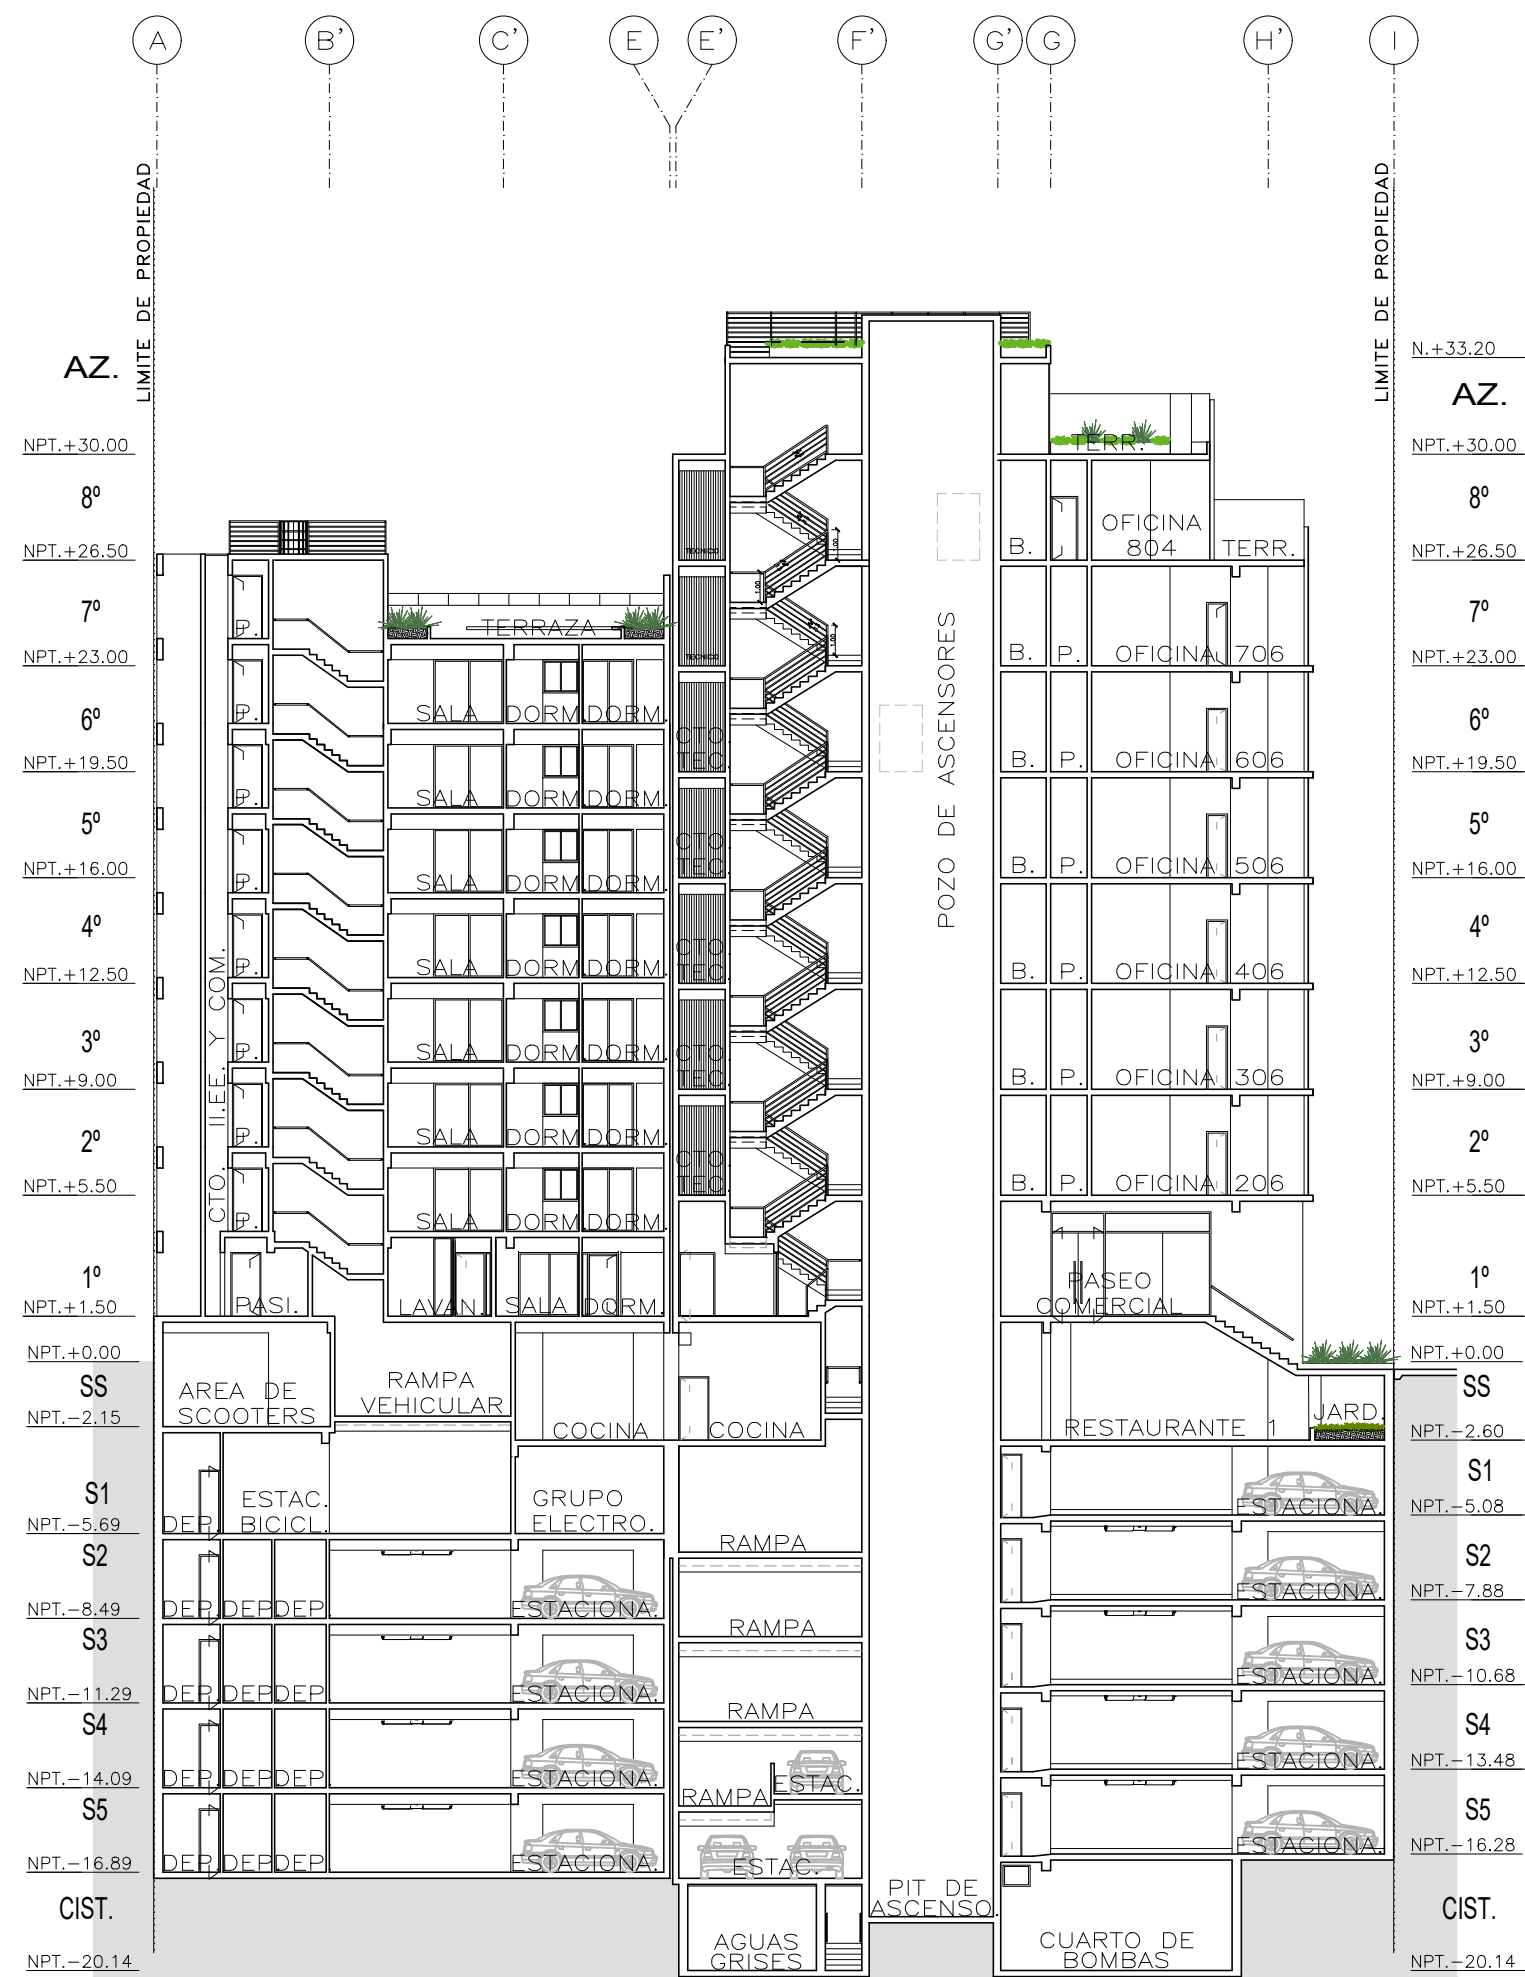 A B' C' E E' F' G' G H' I
LIMITE DE PROPIEDAD
LIMITE DE PROPIEDAD
N.+33.20
AZ. AZ.
TERR.
NPT.+30.00 NPT.+30.00
8º 8º
OFICINA
B. 804 TERR.
TECNICO
1.00
NPT.+26.50 NPT.+26.50
7º 7º
1.00
1.00
P. TERRAZA
TECNICO B. P. OFICINA 706
NPT.+23.00 NPT.+23.00
POZO DE ASCENSORES
6º 6º
P. SALA DORM. DORM.
CTO
TEC. B. P. OFICINA 606
NPT.+19.50 NPT.+19.50
P. SALA DORM. DORM.
5º 5º
CTO
TEC. B. P. OFICINA 506
NPT.+16.00 NPT.+16.00
P. SALA DORM. DORM.
4º 4º
CTO
TEC. B. P. OFICINA 406
NPT.+12.50 NPT.+12.50
P. SALA DORM. DORM.
CTO. II.EE. Y COM.
3º 3º
CTO
TEC. B. P. OFICINA 306
P. SALA DORM. DORM.
NPT.+9.00 NPT.+9.00
2º 2º
P. SALA DORM. DORM.
CTO
TEC. B. P. OFICINA 206
NPT.+5.50 NPT.+5.50
P. SALA DORM. DORM.
1º 1º
PASEO
COMERCIAL
PASI. LAVAN. SALA DORM.
NPT.+1.50 NPT.+1.50
NPT.+0.00 NPT.+0.00
SS SS
AREA DE
SCOOTERS
RAMPA
VEHICULAR
COCINA COCINA RESTAURANTE 1 JARD.
NPT.-2.15 NPT.-2.60
S1 S1
DEP. ESTAC.
BICICL.
GRUPO
ELECTRO.
RAMPA
ESTACIONA.
NPT.-5.69 NPT.-5.08
S2 S2
DEP. DEP. DEP. ESTACIONA. RAMPA ESTACIONA.
NPT.-8.49 NPT.-7.88
S3 S3
DEP. DEP. DEP. ESTACIONA. RAMPA ESTACIONA.
NPT.-11.29 NPT.-10.68
S4 S4
DEP. DEP. DEP. ESTACIONA. RAMPA ESTAC. ESTACIONA.
NPT.-14.09 NPT.-13.48
S5 S5
DEP. DEP. DEP. ESTACIONA. ESTAC. ESTACIONA.
NPT.-16.89 NPT.-16.28
CIST. CIST.
PIT DE
ASCENSO.
AGUAS
GRISES
CUARTO DE
BOMBAS
NPT.-20.14 NPT.-20.14